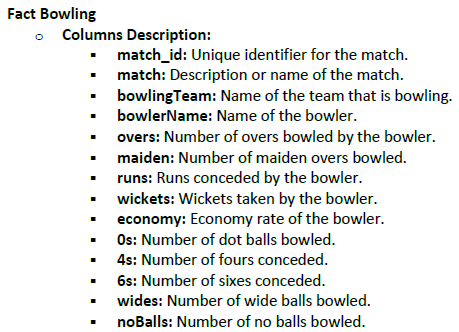 Fact Bowling
o Columns Description:
▪ match_id: Unique identifier for the match.
▪ match: Description or name of the match.
▪ bowlingTeam: Name of the team that is bowling.
▪ bowlerName: Name of the bowler.
▪ overs: Number of overs bowled by the bowler.
▪ maiden: Number of maiden overs bowled.
▪ runs: Runs conceded by the bowler.
▪ wickets: Wickets taken by the bowler.
▪ economy: Economy rate of the bowler.
▪ 0s: Number of dot balls bowled.
▪ 4s: Number of fours conceded.
▪ 6s: Number of sixes conceded.
▪ wides: Number of wide balls bowled.
▪ noBalls: Number of no balls bowled.